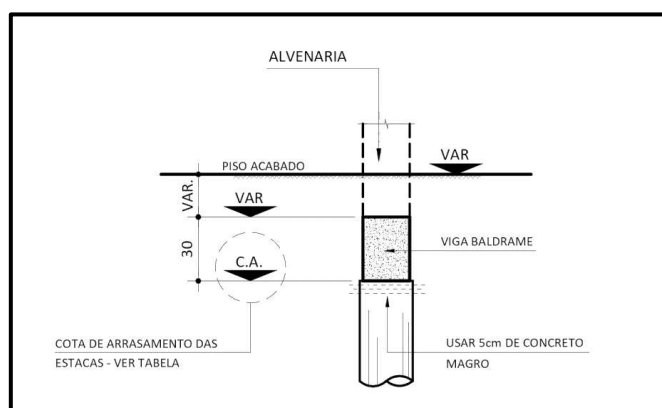 ALVENARIA
PISO ACABADO
VAR
VAR.
VAR
VIGA BALDRAME
30
C.A.
COTA DE ARRASAMENTO DAS
ESTACAS - VER TABELA
USAR 5cm DE CONCRETO
MAGRO